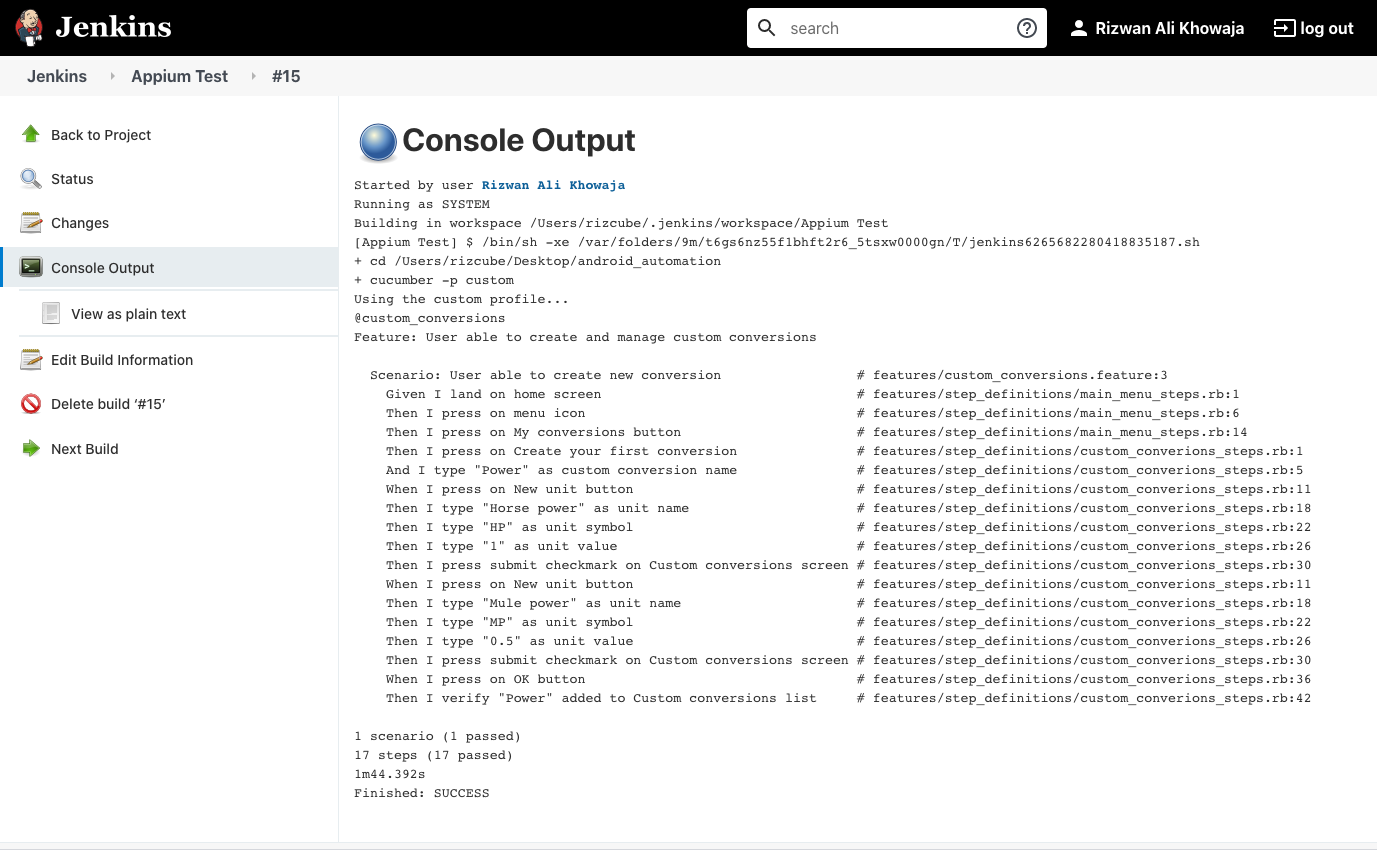 Jenkins
search
Rizwan Ali Khowaja
log out
Jenkins
Appium Test
#15
Back to Project
Status
Changes
Console Output
View as plain text
Edit Build Information
Delete build ‘#15’
Next Build
Console Output
Started by user Rizwan Ali Khowaja
Running as SYSTEM
Building in workspace /Users/rizcube/.jenkins/workspace/Appium Test
[Appium Test] $ /bin/sh -xe /var/folders/9m/t6gs6nz55f1bhft2r6_5tsxw0000gn/T/jenkins6265682280418835187.sh
+ cd /Users/rizcube/Desktop/android_automation
+ cucumber -p custom
Using the custom profile...
@custom_conversions
Feature: User able to create and manage custom conversions
Scenario: User able to create new conversion # features/custom_conversions.feature:3
Given I land on home screen # features/step_definitions/main_menu_steps.rb:1
Then I press on menu icon # features/step_definitions/main_menu_steps.rb:6
Then I press on My conversions button # features/step_definitions/main_menu_steps.rb:14
Then I press on Create your first conversion # features/step_definitions/custom_converions_steps.rb:1
And I type "Power" as custom conversion name # features/step_definitions/custom_converions_steps.rb:5
When I press on New unit button # features/step_definitions/custom_converions_steps.rb:11
Then I type "Horse power" as unit name # features/step_definitions/custom_converions_steps.rb:18
Then I type "HP" as unit symbol # features/step_definitions/custom_converions_steps.rb:22
Then I type "1" as unit value # features/step_definitions/custom_converions_steps.rb:26
Then I press submit checkmark on Custom conversions screen # features/step_definitions/custom_converions_steps.rb:30
When I press on New unit button # features/step_definitions/custom_converions_steps.rb:11
Then I type "Mule power" as unit name # features/step_definitions/custom_converions_steps.rb:18
Then I type "MP" as unit symbol # features/step_definitions/custom_converions_steps.rb:22
Then I type "0.5" as unit value # features/step_definitions/custom_converions_steps.rb:26
Then I press submit checkmark on Custom conversions screen # features/step_definitions/custom_converions_steps.rb:30
When I press on OK button # features/step_definitions/custom_converions_steps.rb:36
Then I verify "Power" added to Custom conversions list # features/step_definitions/custom_converions_steps.rb:42
1 scenario (1 passed)
17 steps (17 passed)
1m44.392s
Finished: SUCCESS